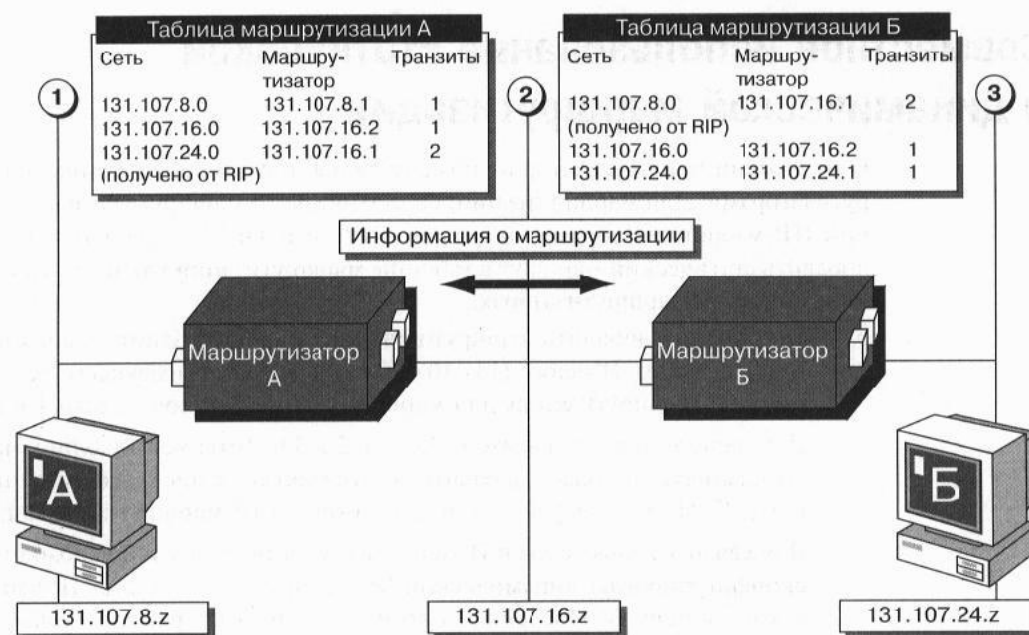 Таблица маршрутизации А
Сеть Маршру- Транзиты
тизатор
131.107.8.0 131.107.8.1 1
131.107.16.0 131.107.16.2 1
131.107.24.0 131.107.16.1 2
(получено от RIP)
Таблица маршрутизации Б
Сеть Маршру- Транзиты
тизатор
131.107.8.0 131.107.16.1 2
(получено от RIP)
131.107.16.0 131.107.16.2 1
131.107.24.0 131.107.24.1 1
1
2
3
Информация о маршрутизации
Маршрутизатор
А
Маршрутизатор
Б
А
Б
131.107.8.z
131.107.16.z
131.107.24.z